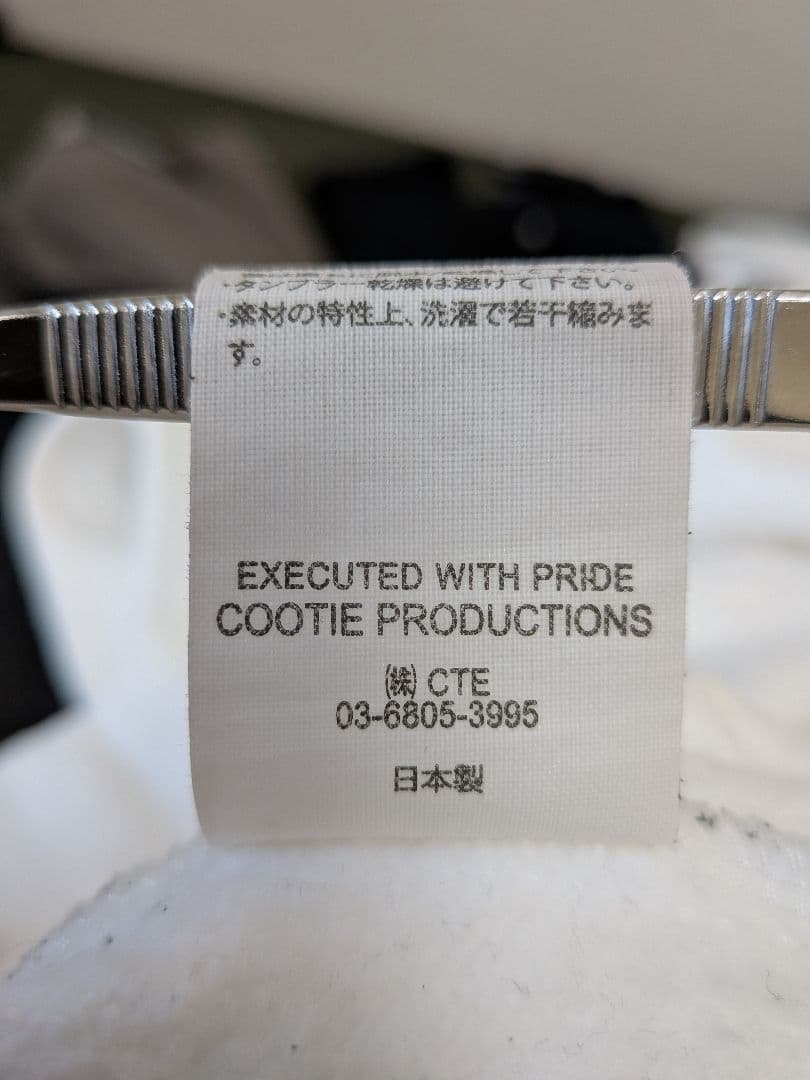 ・タンブラー乾燥は避けて下さい。
・素材の特性上、洗濯で若干縮みま
す。
EXECUTED WITH PRIDE
COOTIE PRODUCTIONS
㈱ CTE
03-6805-3995
日本製